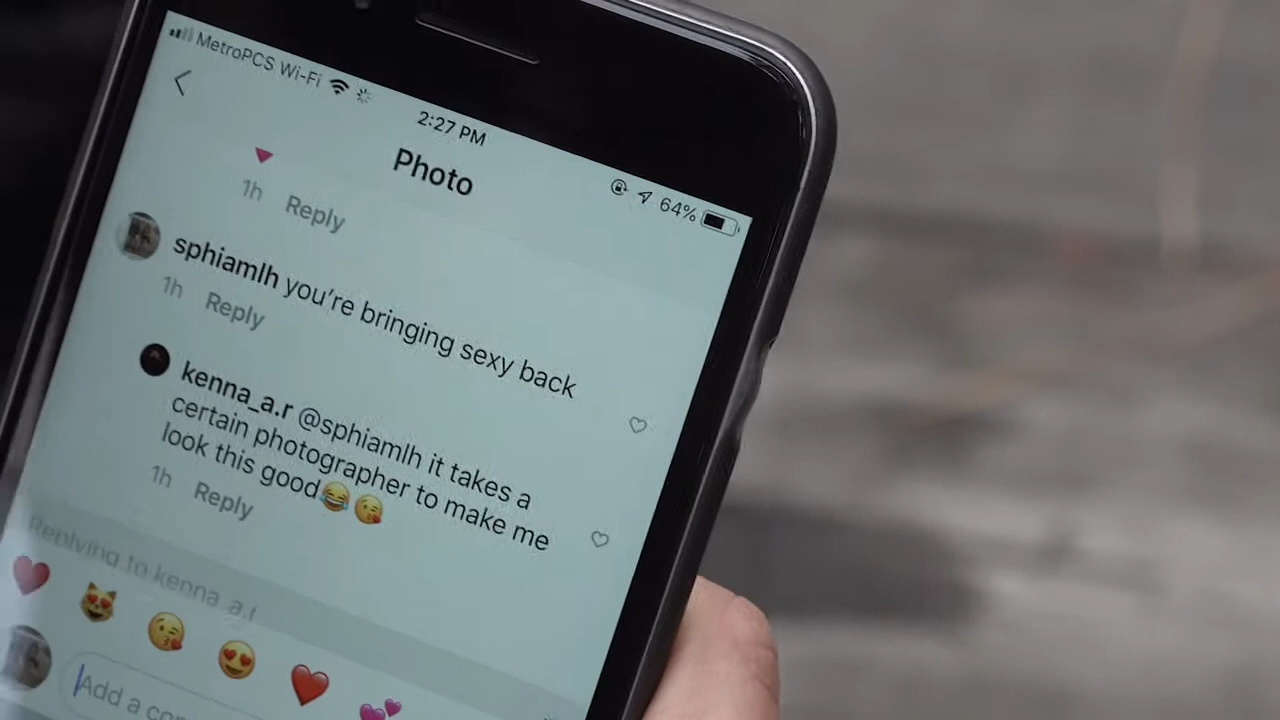 MetroPCS Wi-Fi
2:27 PM
64%
Photo
1h Reply
sphiamlh you’re bringing sexy back
1h Reply
kenna_a.r @sphiamlh it takes a
certain photographer to make me
look this good😂😘
1h Reply
Replying to kenna_a.r
Add a